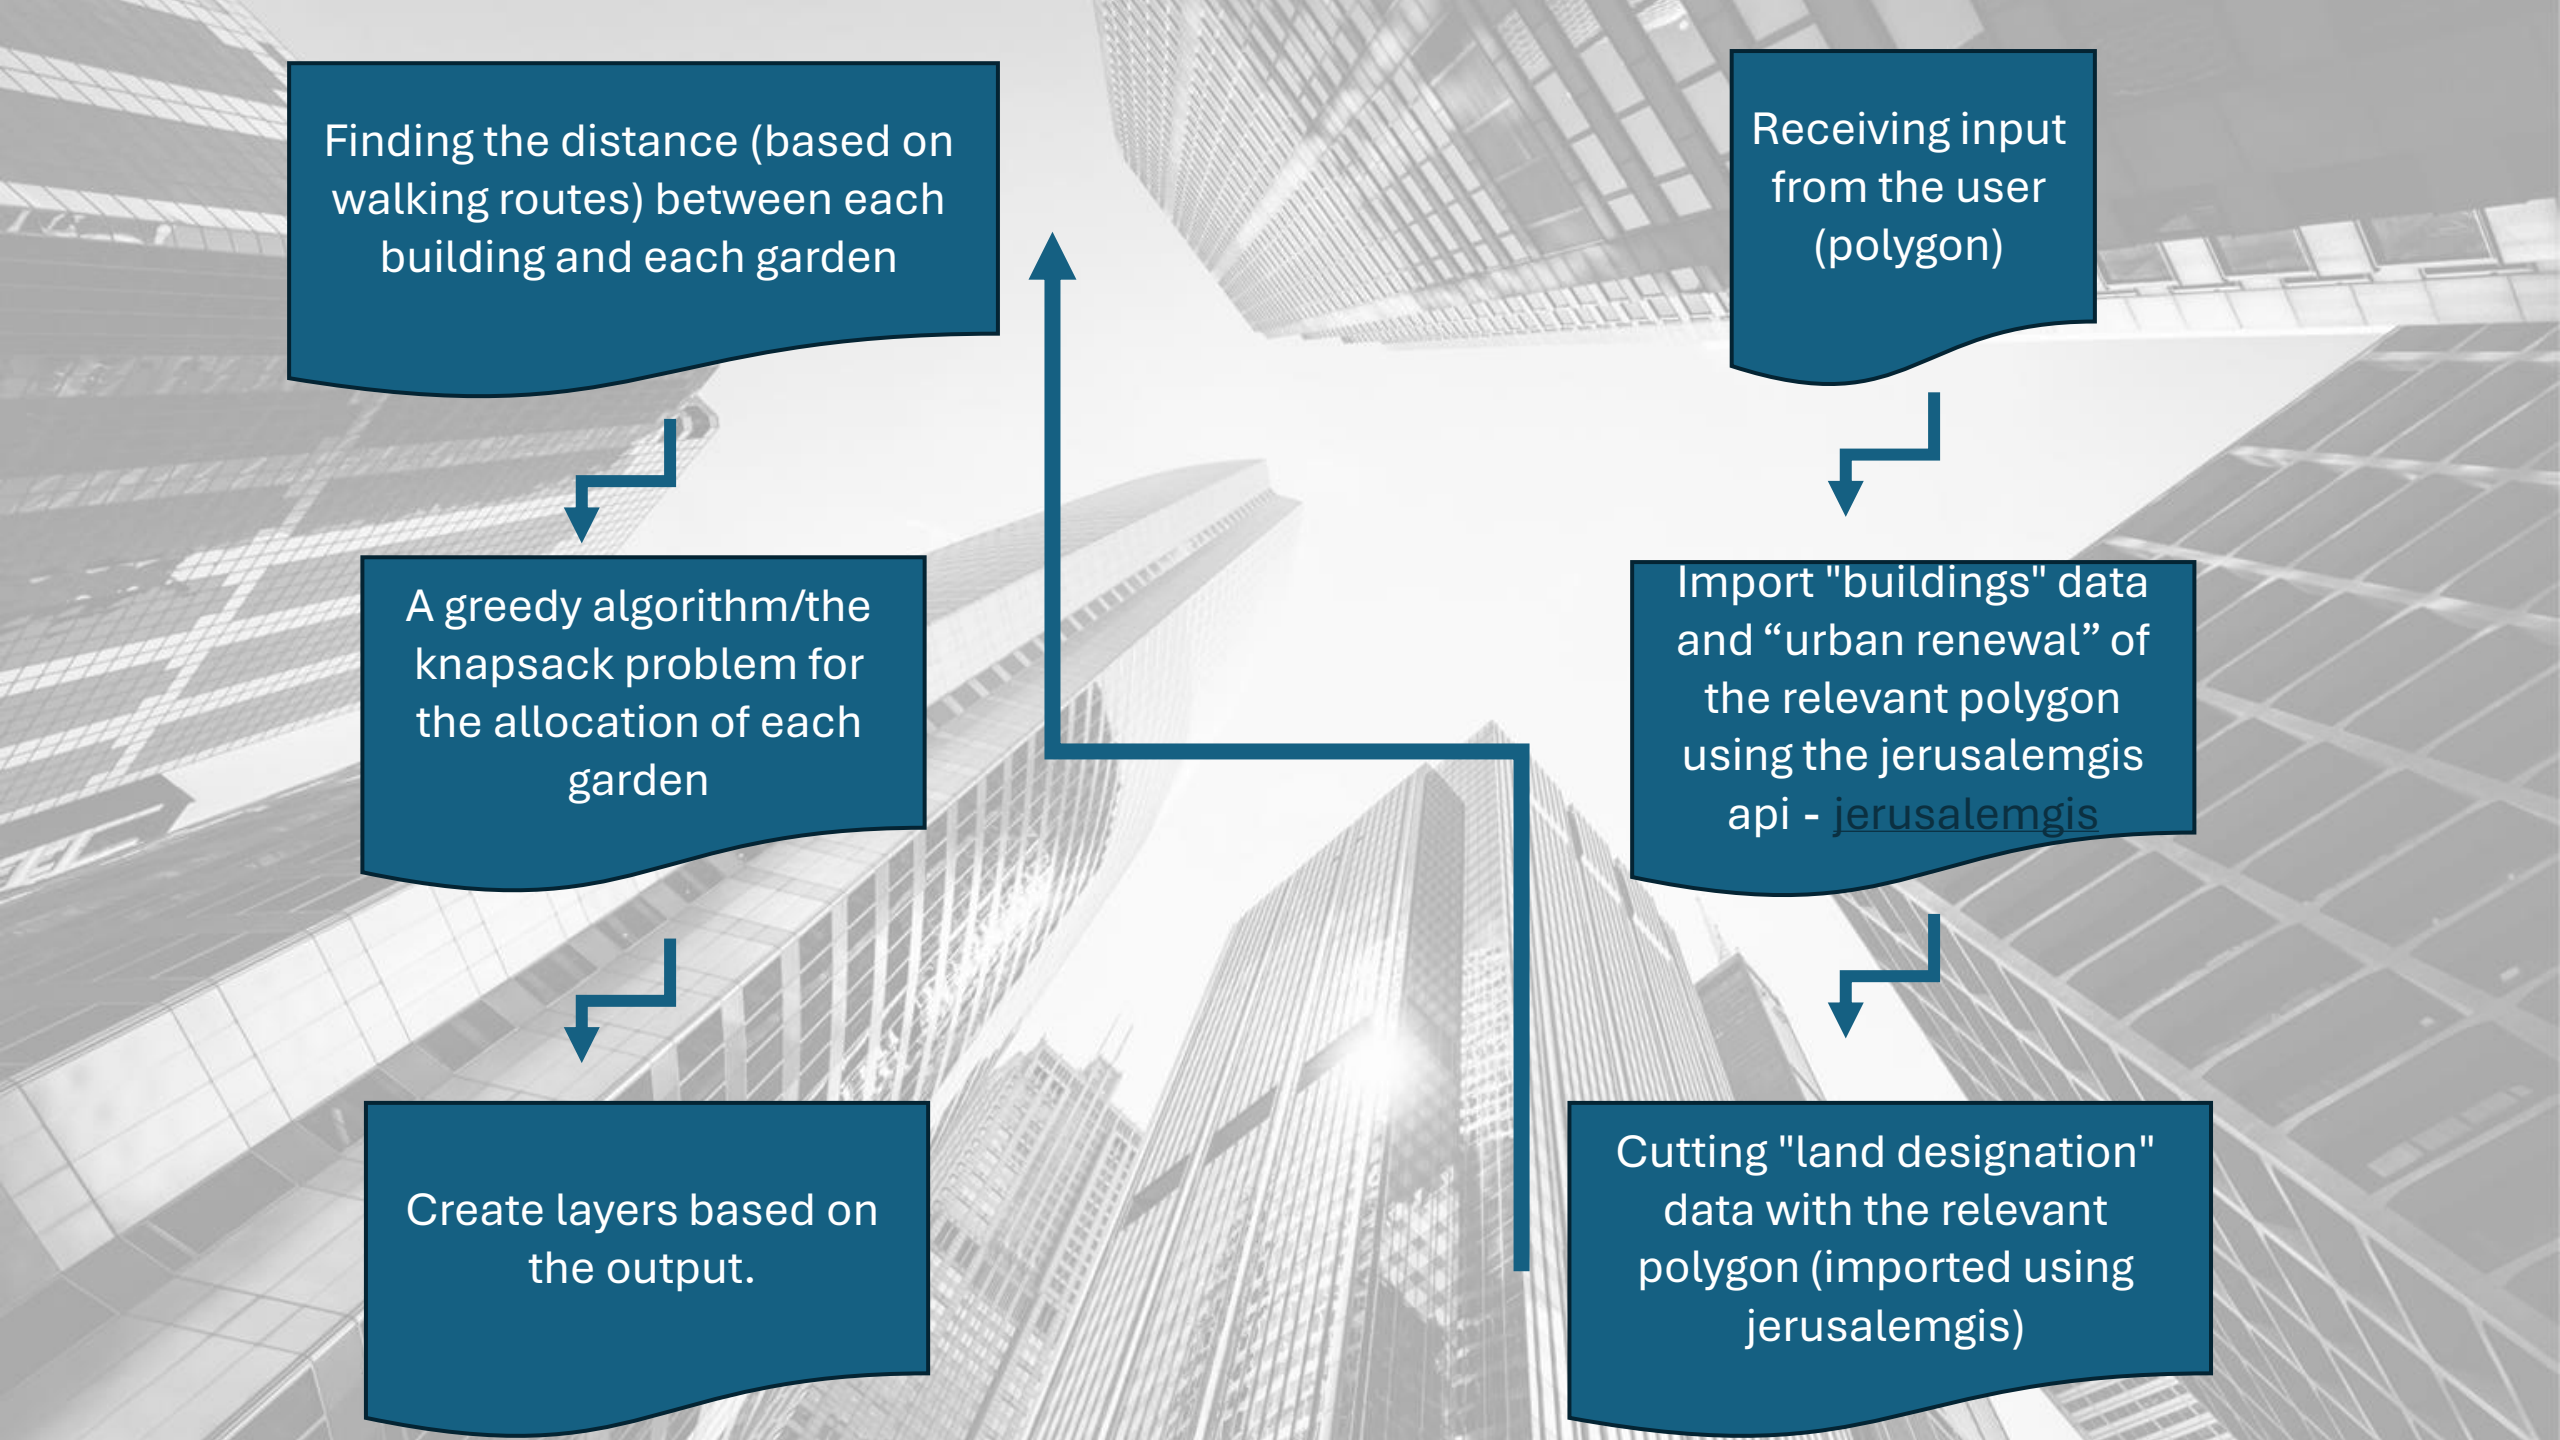 Receiving input
from the user
(polygon)
Import "buildings" data
and “urban renewal” of
the relevant polygon
using the jerusalemgis
api - jerusalemgis
Cutting "land designation"
data with the relevant
polygon (imported using
jerusalemgis)
Finding the distance (based on
walking routes) between each
building and each garden
A greedy algorithm/the
knapsack problem for
the allocation of each
garden
Create layers based on
the output.